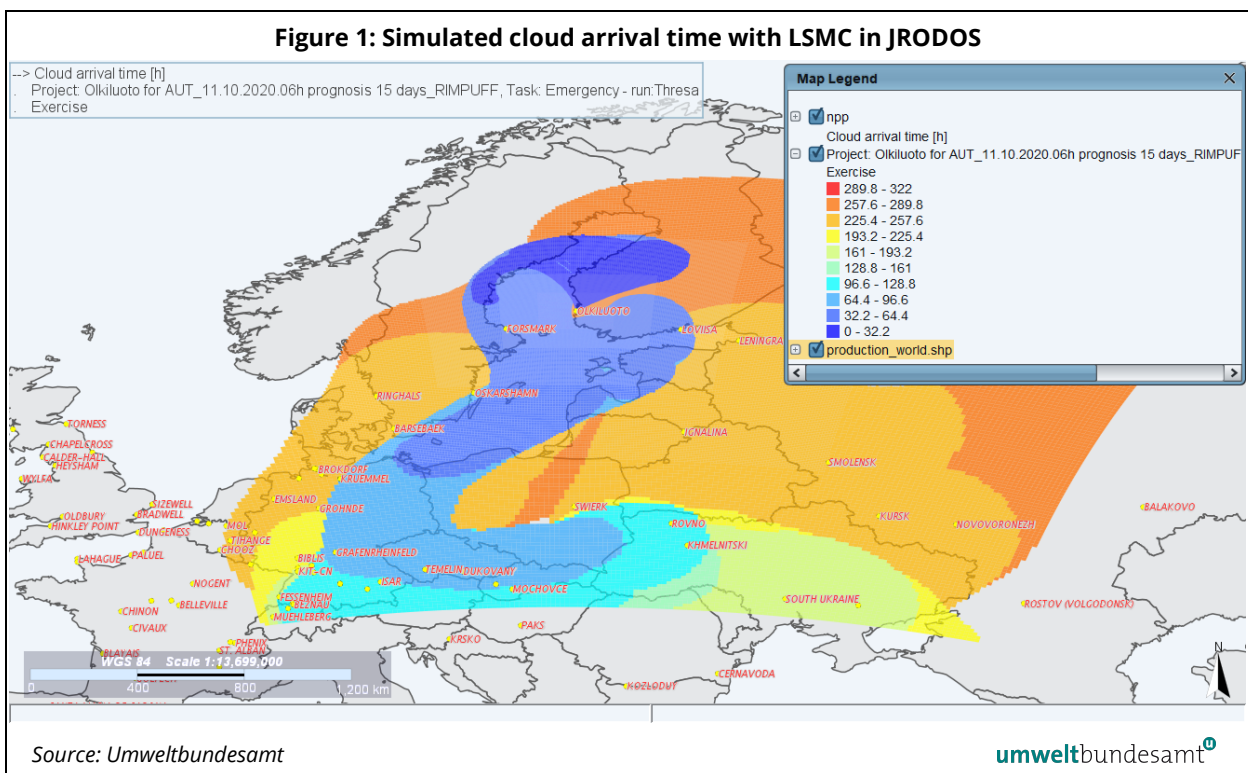 Figure 1: Simulated cloud arrival time with LSMC in JRODOS
--> Cloud arrival time [h]
. Project: Olkiluoto for AUT_11.10.2020.06h prognosis 15 days_RIMPUFF, Task: Emergency - run:Thresa
. Exercise
Map Legend
npp
Cloud arrival time [h]
Project: Olkiluoto for AUT_11.10.2020.06h prognosis 15 days_RIMPUF
Exercise
289.8 - 322
257.6 - 289.8
225.4 - 257.6
193.2 - 225.4
161 - 193.2
128.8 - 161
96.6 - 128.8
64.4 - 96.6
32.2 - 64.4
0 - 32.2
production_world.shp
OLKILUOTO
FORSMARK
LOVIISA
LENINGRA
RINGHALS
OSKARSHAMN
BARSEBAEK
IGNALINA
TORNESS
CHAPELCROSS
CALDER-HALL
HEYSHAM
WYLFA
SMOLENSK
BROKDORF
KRUEMMEL
EMSLAND
GROHNDE
SWIERK
SIZEWELL
BRADWELL
OLDBURY
HINKLEY POINT
DUNGENESS
MOL
TIHANGE
CHOOZ
ROVNO
KURSK
NOVOVORONEZH
BALAKOVO
KHMELNITSKI
LAHAGUE
PALUEL
BIBLIS
GRAFENRHEINFELD
KIT-CN
TEMELIN
DUKOVANY
NOGENT
ISAR
MOCHOVCE
FESSENHEIM
BEZNAU
MUEHLEBERG
SOUTH UKRAINE
ROSTOV (VOLGODONSK)
CHINON
BELLEVILLE
CIVAUX
PAKS
PHENIX
ST. ALBAN
KRSKO
BLAYAIS
WGS 84 Scale 1:13,699,000
0 400 800 1,200 km
KOZLODUY
CERNAVODA
N
Source: Umweltbundesamt
umweltbundesamt u